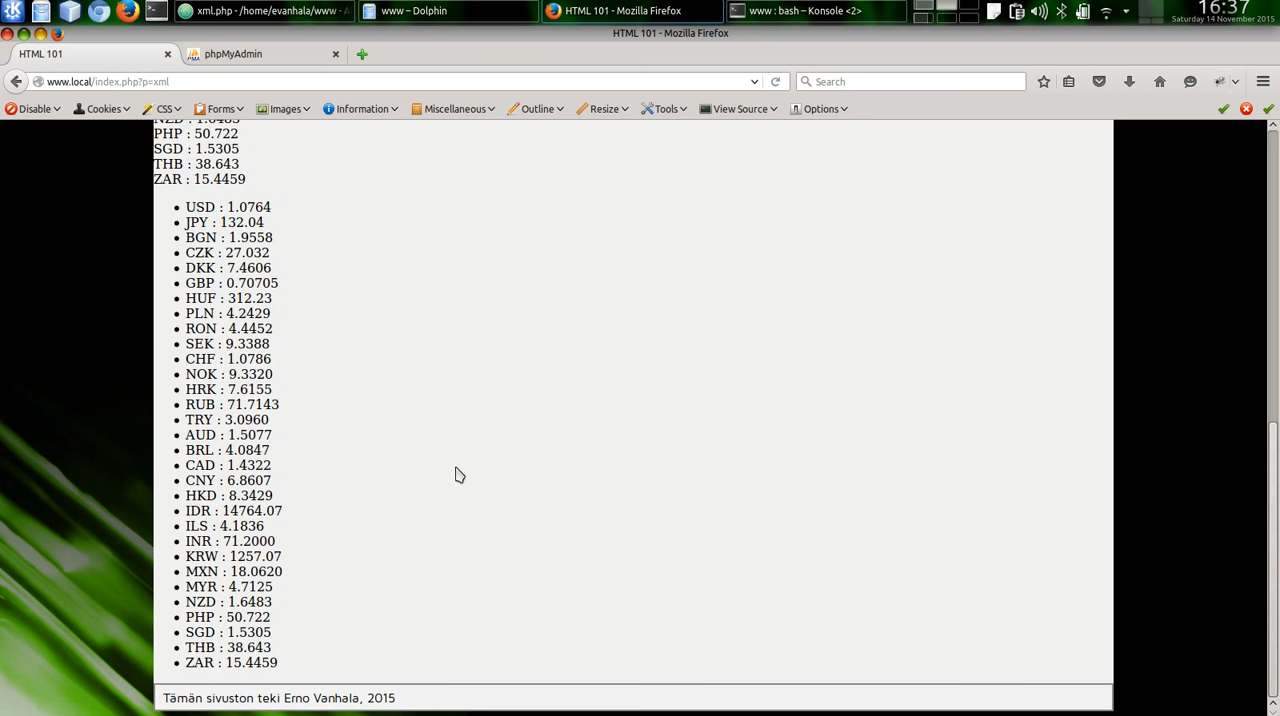 xml.php - /home/evanhala/www - A
www – Dolphin
HTML 101 - Mozilla Firefox
www : bash – Konsole <2>
16:37
Saturday 14 November 2015
HTML 101 - Mozilla Firefox
HTML 101
phpMyAdmin
www.local/index.php?p=xml
Search
Disable
Cookies
CSS
Forms
Images
Information
Miscellaneous
Outline
Resize
Tools
View Source
Options
NZD : 1.6483
PHP : 50.722
SGD : 1.5305
THB : 38.643
ZAR : 15.4459
• USD : 1.0764
• JPY : 132.04
• BGN : 1.9558
• CZK : 27.032
• DKK : 7.4606
• GBP : 0.70705
• HUF : 312.23
• PLN : 4.2429
• RON : 4.4452
• SEK : 9.3388
• CHF : 1.0786
• NOK : 9.3320
• HRK : 7.6155
• RUB : 71.7143
• TRY : 3.0960
• AUD : 1.5077
• BRL : 4.0847
• CAD : 1.4322
• CNY : 6.8607
• HKD : 8.3429
• IDR : 14764.07
• ILS : 4.1836
• INR : 71.2000
• KRW : 1257.07
• MXN : 18.0620
• MYR : 4.7125
• NZD : 1.6483
• PHP : 50.722
• SGD : 1.5305
• THB : 38.643
• ZAR : 15.4459
Tämän sivuston teki Erno Vanhala, 2015